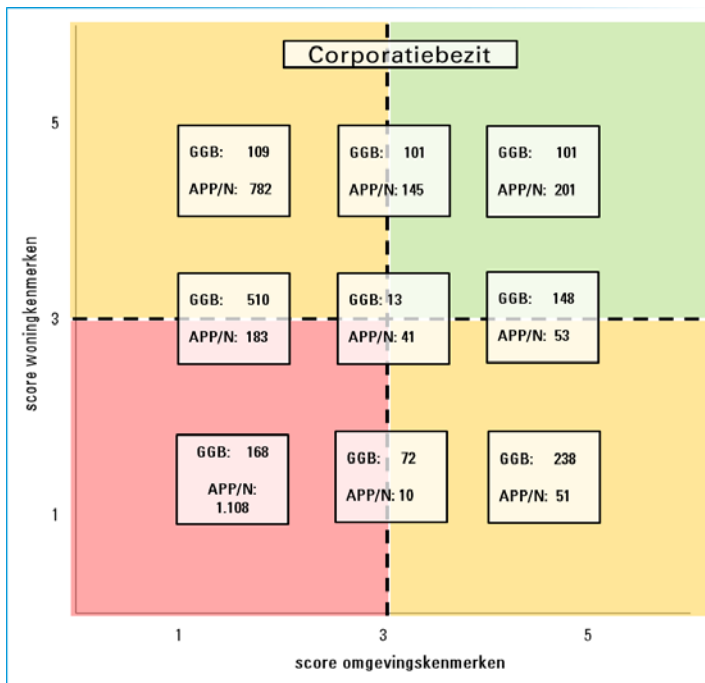 Corporatiebezit
5
GGB: 109
APP/N: 782
GGB: 101
APP/N: 145
GGB: 101
APP/N: 201
score woningkenmerken
3
GGB: 510
APP/N: 183
GGB: 13
APP/N: 41
GGB: 148
APP/N: 53
1
GGB: 168
APP/N:
1.108
GGB: 72
APP/N: 10
GGB: 238
APP/N: 51
1
3
5
score omgevingskenmerken